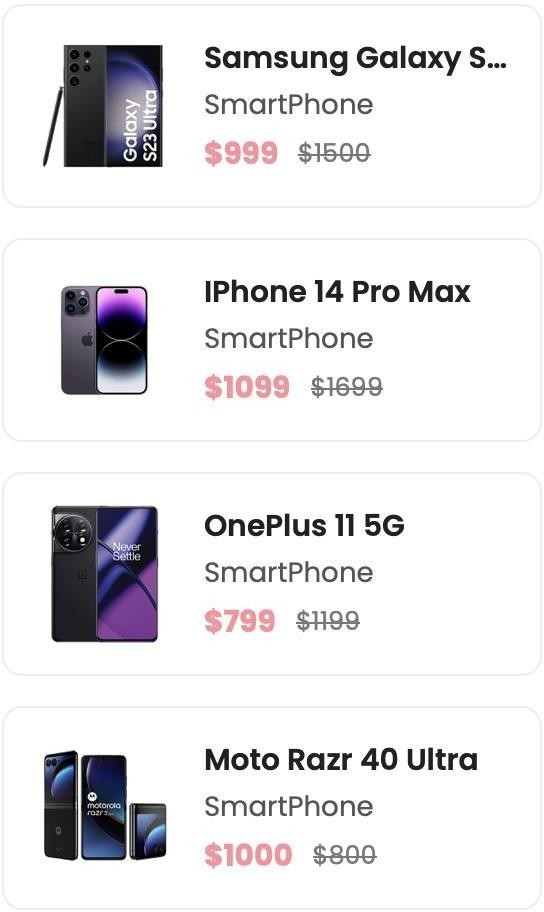 Samsung Galaxy S...
SmartPhone
$999 $1500
Galaxy
S23 Ultra
IPhone 14 Pro Max
SmartPhone
$1099 $1699
OnePlus 11 5G
SmartPhone
$799 $1199
Never
Settle
Moto Razr 40 Ultra
SmartPhone
$1000 $800
motorola
razr